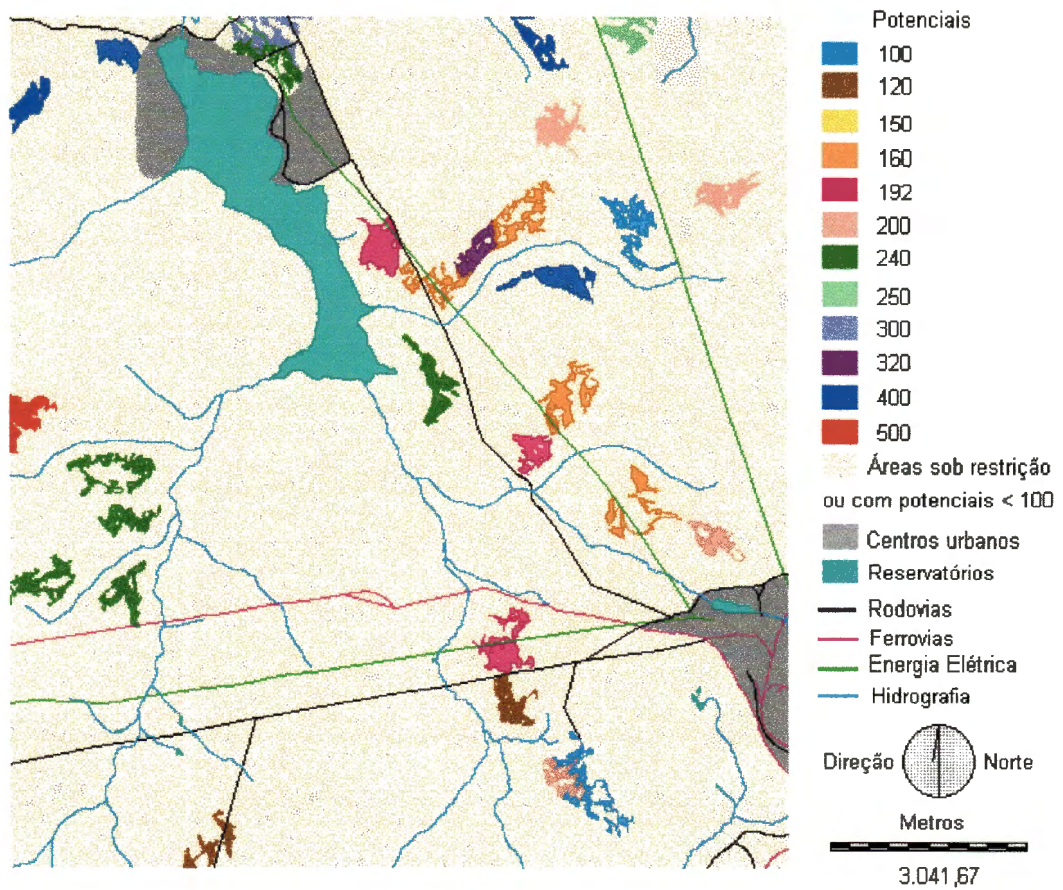 Potenciais
100
120
150
160
192
200
240
250
300
320
400
500
Áreas sob restrição
ou com potenciais < 100
Centros urbanos
Reservatórios
Rodovias
Ferrovias
Energia Elétrica
Hidrografia
Direção Norte
Metros
3.041,67